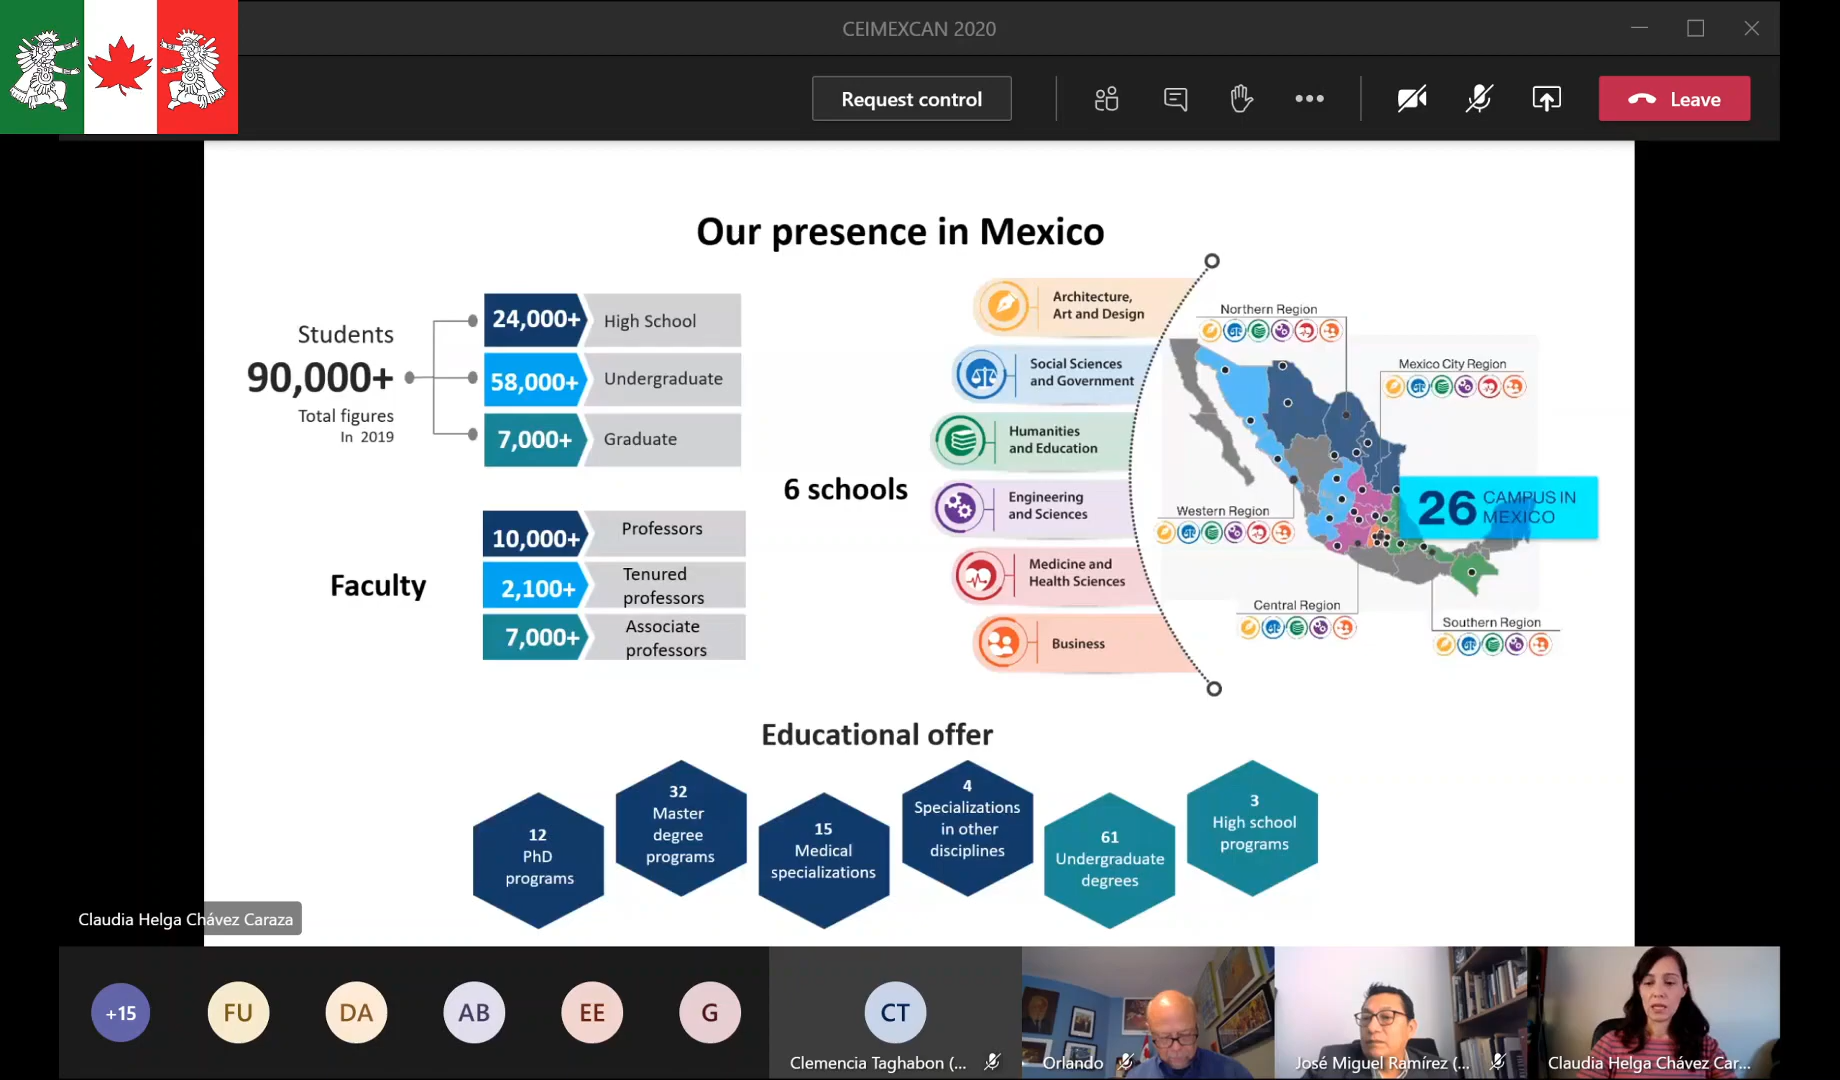 CEIMEXCAN 2020
Request control
Leave
Our presence in Mexico
Students
90,000+
Total figures
In 2019
24,000+ High School
58,000+ Undergraduate
7,000+ Graduate
Faculty
10,000+ Professors
2,100+ Tenured
professors
7,000+ Associate
professors
6 schools
Architecture,
Art and Design
Social Sciences
and Government
Humanities
and Education
Engineering
and Sciences
Medicine and
Health Sciences
Business
Northern Region
Mexico City Region
Western Region
26 CAMPUS IN
MEXICO
Central Region
Southern Region
Educational offer
12
PhD
programs
32
Master
degree
programs
15
Medical
specializations
4
Specializations
in other
disciplines
61
Undergraduate
degrees
3
High school
programs
Claudia Helga Chávez Caraza
+15
FU
DA
AB
EE
G
CT
Clemencia Taghabon (...
Orlando
José Miguel Ramírez (...
Claudia Helga Chávez Car...